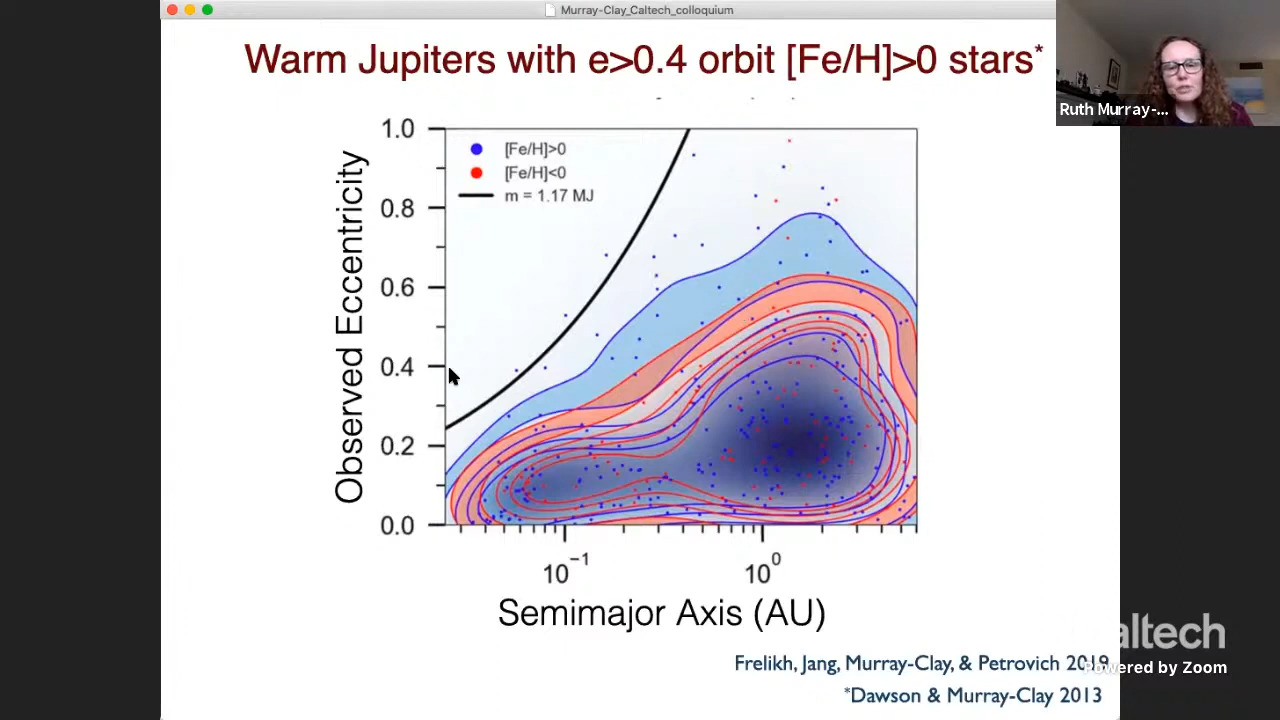 Murray-Clay_Caltech_colloquium
Warm Jupiters with e>0.4 orbit [Fe/H]>0 stars*
Ruth Murray-...
[Fe/H]>0
[Fe/H]<0
m = 1.17 MJ
1.0
0.8
0.6
0.4
0.2
0.0
Observed Eccentricity
10⁻¹
10⁰
Semimajor Axis (AU)
Caltech
Powered by Zoom
Frelikh, Jang, Murray-Clay, & Petrovich 2019
*Dawson & Murray-Clay 2013